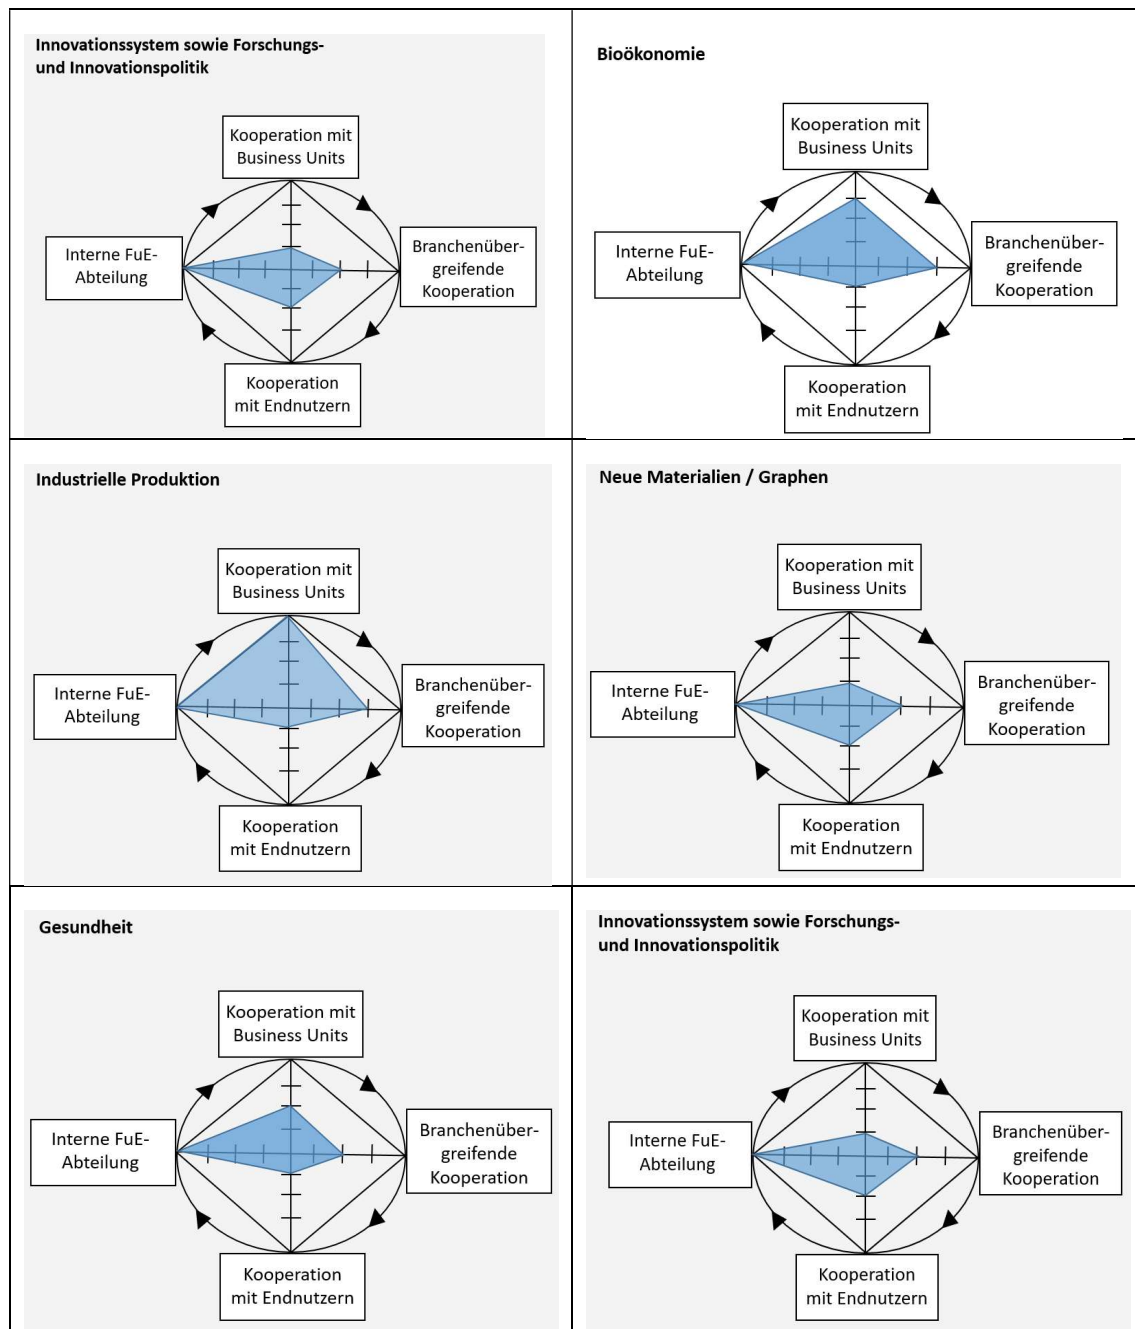 Innovationssystem sowie Forschungs-
und Innovationspolitik
Kooperation mit
Business Units
Interne FuE-
Abteilung
Branchenüber-
greifende
Kooperation
Kooperation
mit Endnutzern
Bioökonomie
Kooperation mit
Business Units
Interne FuE-
Abteilung
Branchenüber-
greifende
Kooperation
Kooperation
mit Endnutzern
Industrielle Produktion
Kooperation mit
Business Units
Interne FuE-
Abteilung
Branchenüber-
greifende
Kooperation
Kooperation
mit Endnutzern
Neue Materialien / Graphen
Kooperation mit
Business Units
Interne FuE-
Abteilung
Branchenüber-
greifende
Kooperation
Kooperation
mit Endnutzern
Gesundheit
Kooperation mit
Business Units
Interne FuE-
Abteilung
Branchenüber-
greifende
Kooperation
Kooperation
mit Endnutzern
Innovationssystem sowie Forschungs-
und Innovationspolitik
Kooperation mit
Business Units
Interne FuE-
Abteilung
Branchenüber-
greifende
Kooperation
Kooperation
mit Endnutzern